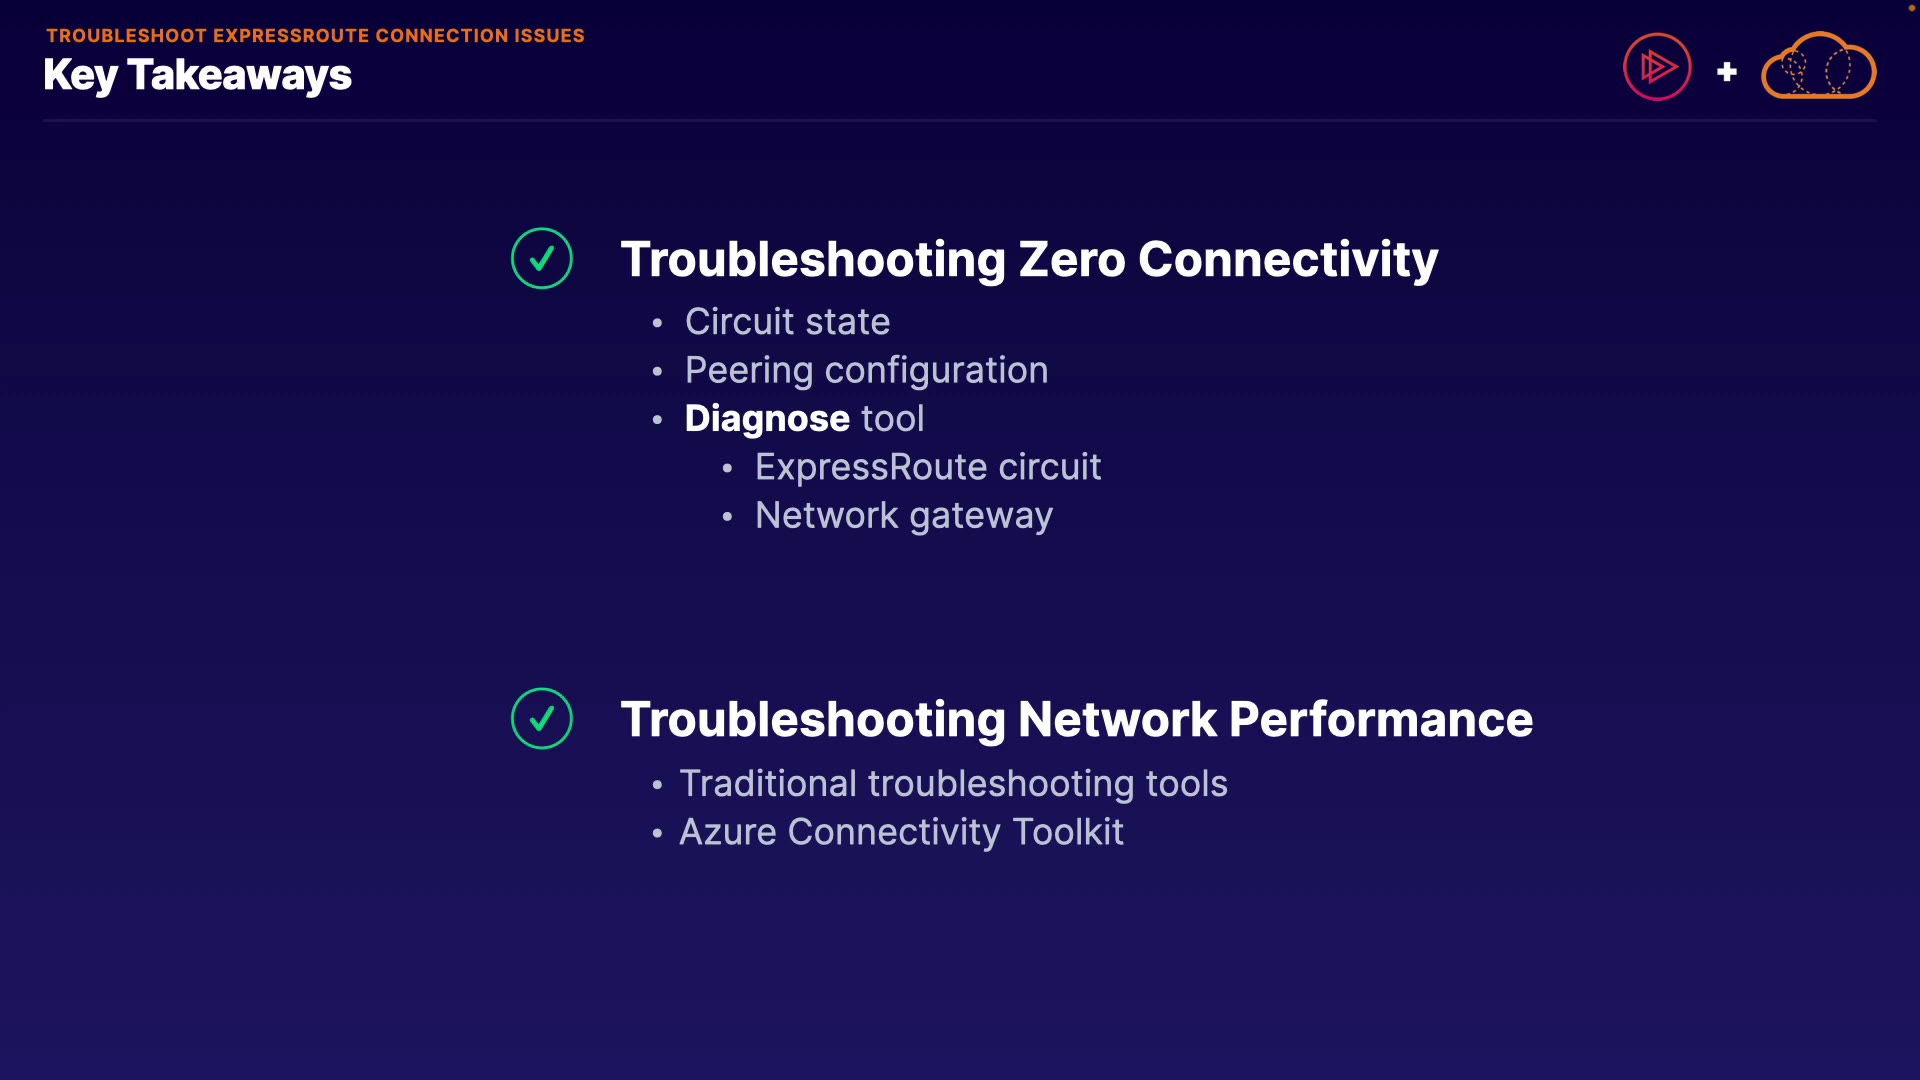 TROUBLESHOOT EXPRESSROUTE CONNECTION ISSUES
Key Takeaways
+
Troubleshooting Zero Connectivity
• Circuit state
• Peering configuration
• Diagnose tool
• ExpressRoute circuit
• Network gateway
Troubleshooting Network Performance
• Traditional troubleshooting tools
• Azure Connectivity Toolkit